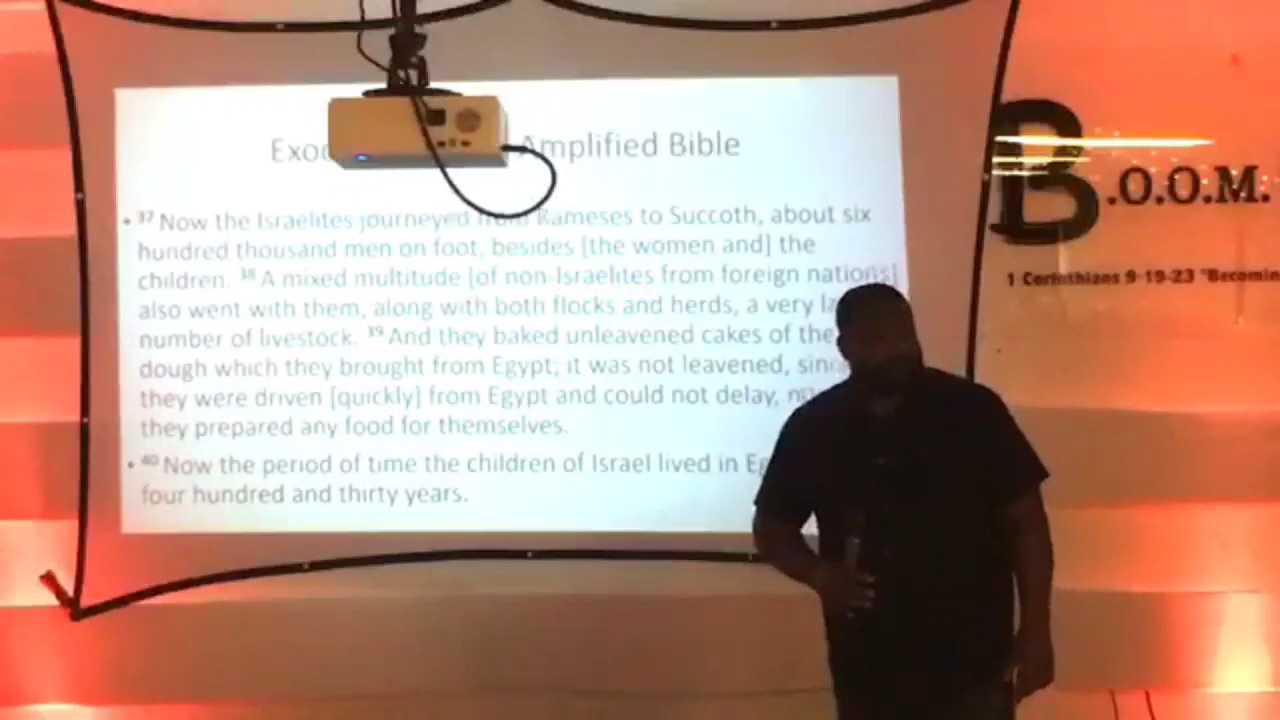 Amplified Bible
• 37 Now the Israelites journeyed from Rameses to Succoth, about six
hundred thousand men on foot, besides [the women and] the
children. 38 A mixed multitude [of non-Israelites from foreign nations]
also went with them, along with both flocks and herds, a very
number of livestock. 39 And they baked unleavened cakes of the
dough which they brought from Egypt; it was not leavened,
they were driven [quickly] from Egypt and could not delay,
they prepared any food for themselves.
• 40 Now the period of time the children of Israel lived in
four hundred and thirty years.
B.O.O.M.
1 Corinthians 9-19-23 "Becomin